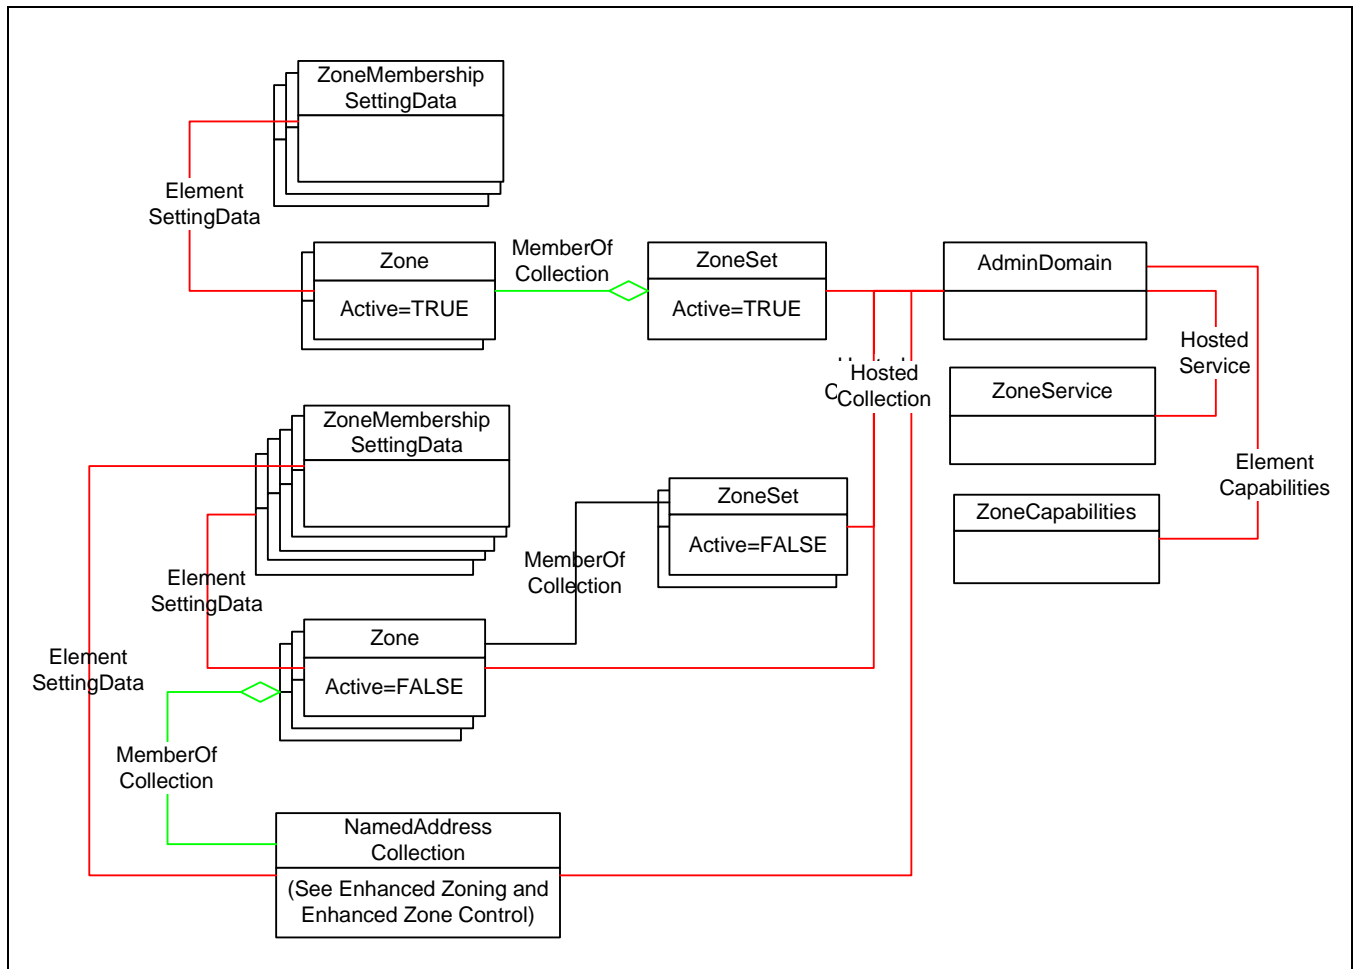 ZoneMembership
SettingData
Element
SettingData
Zone
Active=TRUE
MemberOf
Collection
ZoneSet
Active=TRUE
AdminDomain
Hosted
Service
Hosted
Collection
ZoneService
ZoneMembership
SettingData
Element
Capabilities
ZoneSet
Active=FALSE
ZoneCapabilities
MemberOf
Collection
Element
SettingData
Zone
Active=FALSE
Element
SettingData
MemberOf
Collection
NamedAddress
Collection
(See Enhanced Zoning and
Enhanced Zone Control)